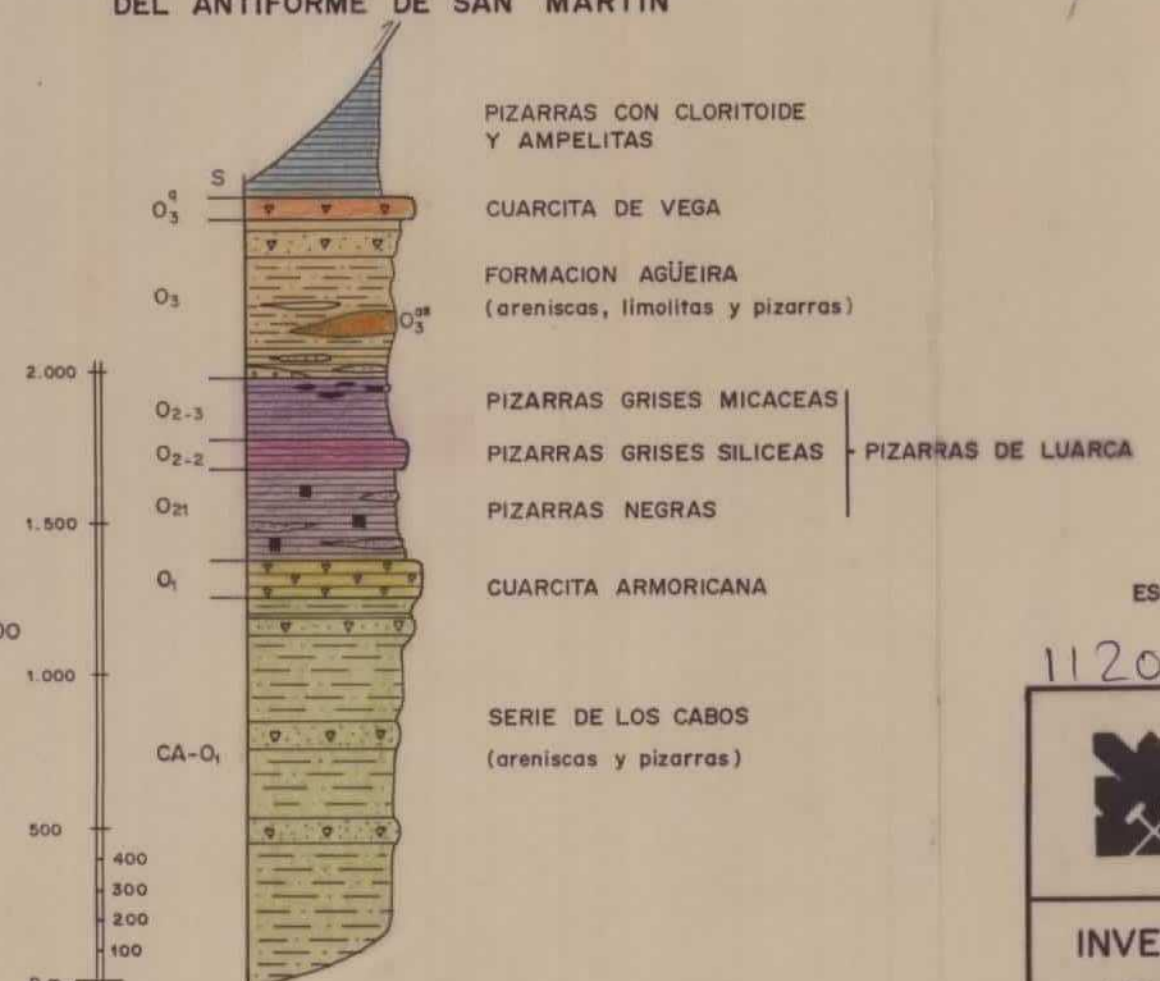 DEL ANTIFORME DE SAN MARTIN
PIZARRAS CON CLORITOIDE
Y AMPELITAS
S
O₃q
CUARCITA DE VEGA
O₃
FORMACION AGÜEIRA
(areniscas, limolitas y pizarras)
2.000
O₂₋₃
PIZARRAS GRISES MICACEAS
O₂₋₂
PIZARRAS GRISES SILICEAS
PIZARRAS DE LUARCA
O₂₁
PIZARRAS NEGRAS
1.500
O₁
CUARCITA ARMORICANA
ES
1120
1.000
SERIE DE LOS CABOS
(areniscas y pizarras)
CA-O₁
500
400
300
200
100
INVE